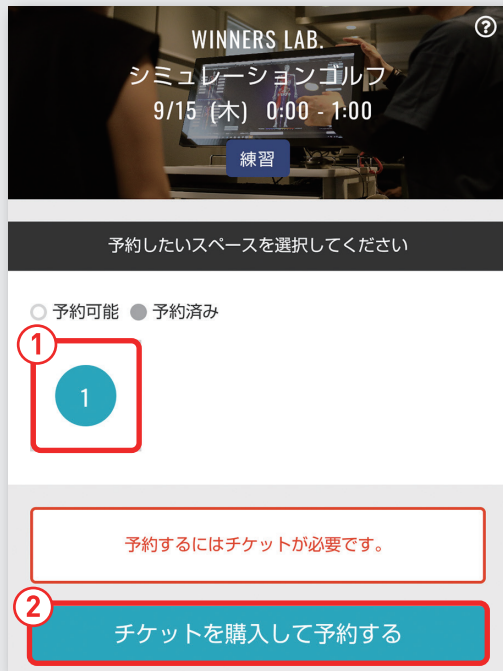 WINNERS LAB.
シミュレーションゴルフ
9/15 (木) 0:00 - 1:00
?
練習
予約したいスペースを選択してください
予約可能 予約済み
1
1
予約するにはチケットが必要です。
2
チケットを購入して予約する